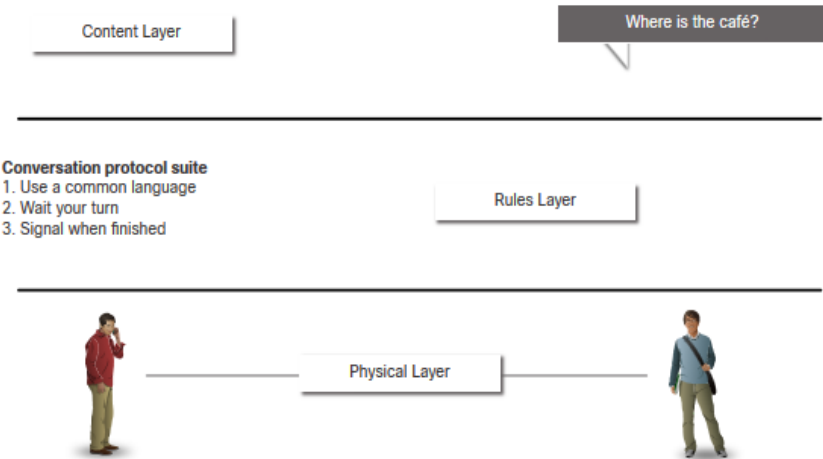 Content Layer
Where is the café?
Conversation protocol suite
1. Use a common language
2. Wait your turn
3. Signal when finished
Rules Layer
Physical Layer